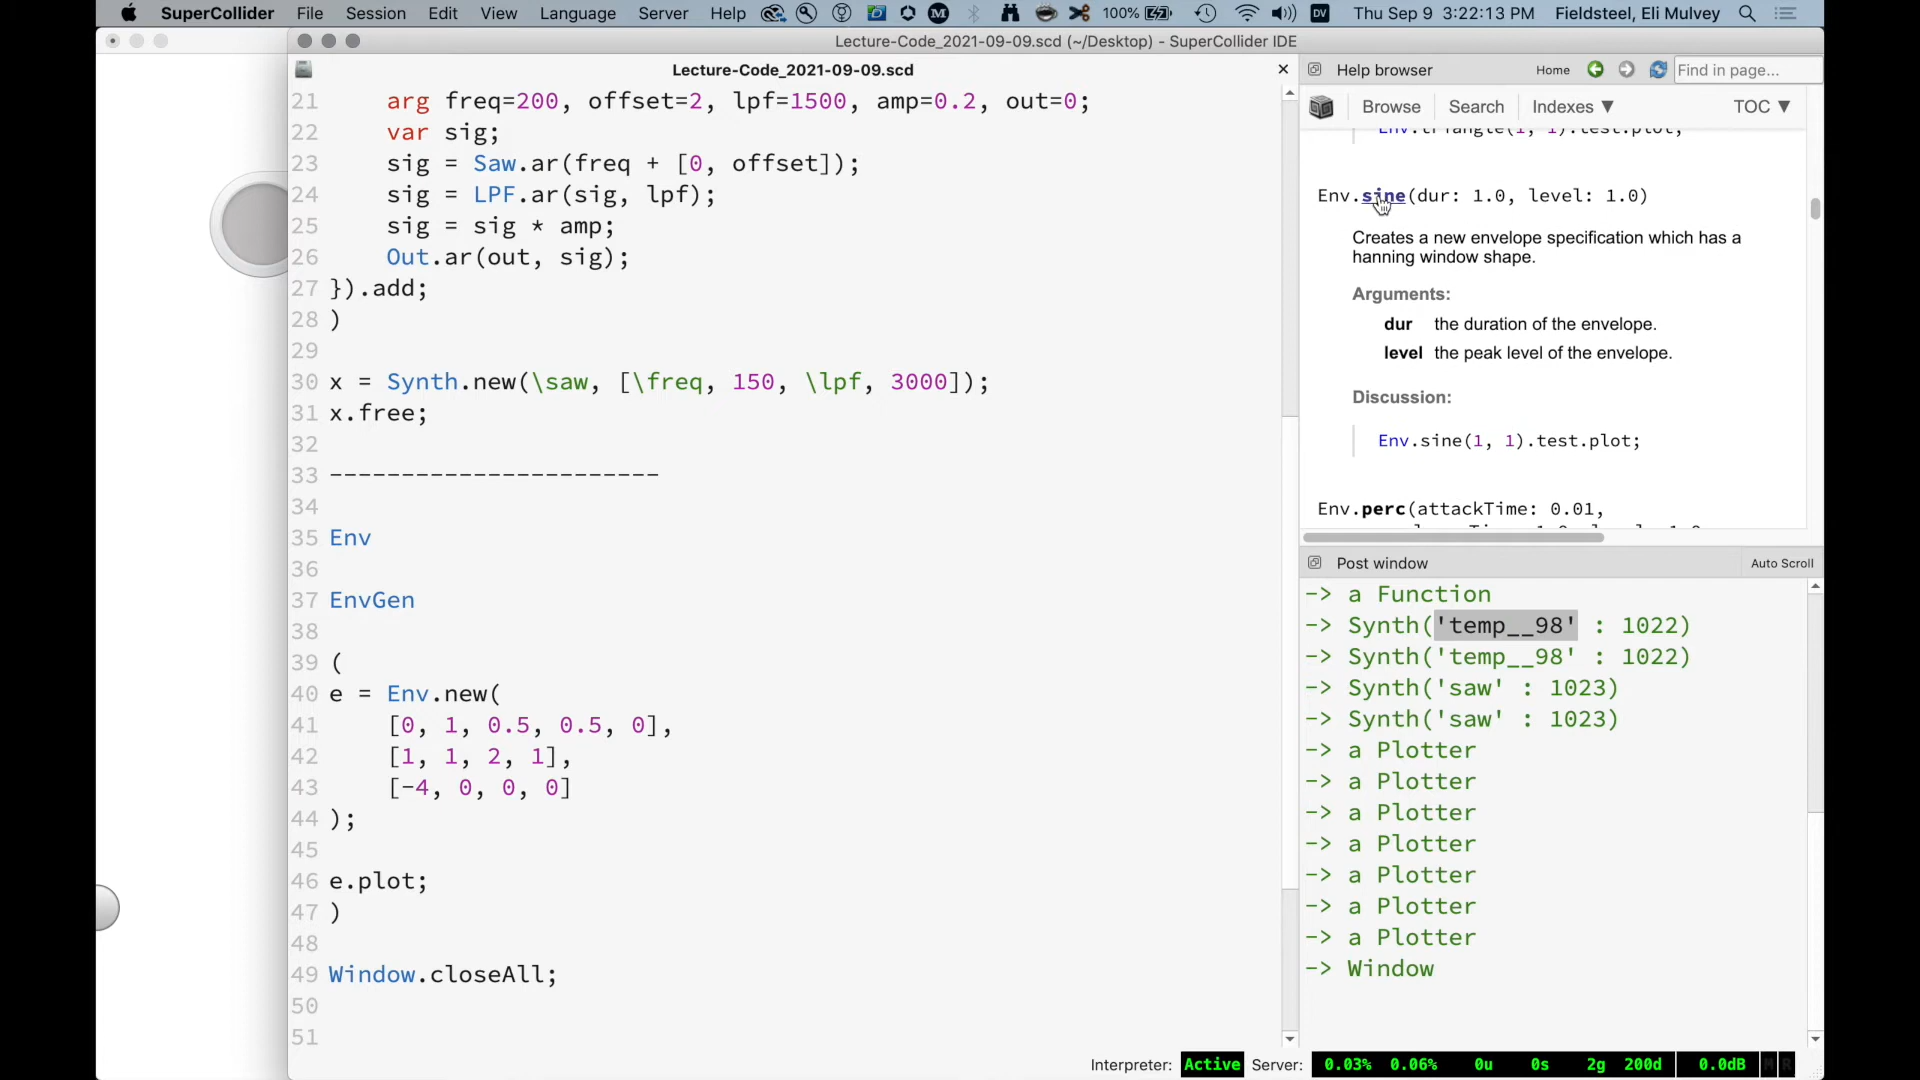 SuperCollider File Session Edit View Language Server Help 100% DV Thu Sep 9 3:22:13 PM Fieldsteel, Eli Mulvey
Lecture-Code_2021-09-09.scd (~/Desktop) - SuperCollider IDE
Lecture-Code_2021-09-09.scd
21 arg freq=200, offset=2, lpf=1500, amp=0.2, out=0;
22 var sig;
23 sig = Saw.ar(freq + [0, offset]);
24 sig = LPF.ar(sig, lpf);
25 sig = sig * amp;
26 Out.ar(out, sig);
27 }).add;
28 )
29
30 x = Synth.new(\saw, [\freq, 150, \lpf, 3000]);
31 x.free;
32
33 -----------------------
34
35 Env
36
37 EnvGen
38
39 (
40 e = Env.new(
41 [0, 1, 0.5, 0.5, 0],
42 [1, 1, 2, 1],
43 [-4, 0, 0, 0]
44 );
45
46 e.plot;
47 )
48
49 Window.closeAll;
50
51
Help browser Home Find in page...
Browse Search Indexes ▼ TOC ▼
Env.triangle(1, 1).test.plot;
Env.sine(dur: 1.0, level: 1.0)
Creates a new envelope specification which has a
hanning window shape.
Arguments:
dur the duration of the envelope.
level the peak level of the envelope.
Discussion:
Env.sine(1, 1).test.plot;
Env.perc(attackTime: 0.01,
Post window Auto Scroll
-> a Function
-> Synth('temp__98' : 1022)
-> Synth('temp__98' : 1022)
-> Synth('saw' : 1023)
-> Synth('saw' : 1023)
-> a Plotter
-> a Plotter
-> a Plotter
-> a Plotter
-> a Plotter
-> a Plotter
-> a Plotter
-> Window
Interpreter: Active Server: 0.03% 0.06% 0u 0s 2g 200d 0.0dB M R